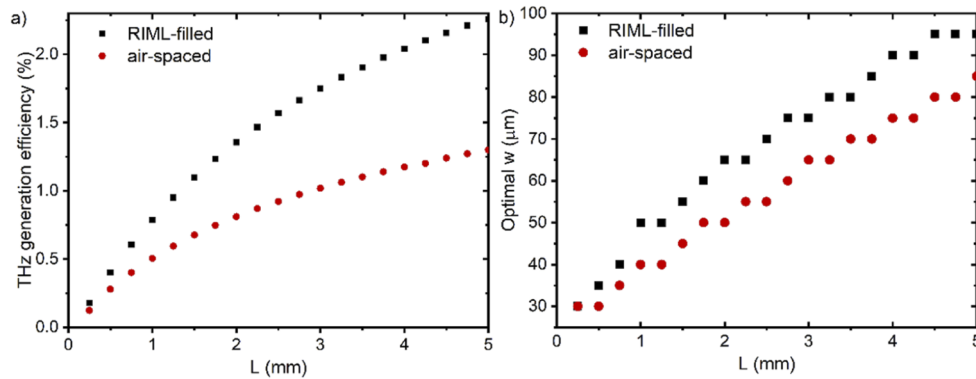 a)
RIML-filled
air-spaced
THz generation efficiency (%)
2.0
1.5
1.0
0.5
0.0
0 1 2 3 4 5
L (mm)
b)
RIML-filled
air-spaced
Optimal w (μm)
100
90
80
70
60
50
40
30
0 1 2 3 4 5
L (mm)